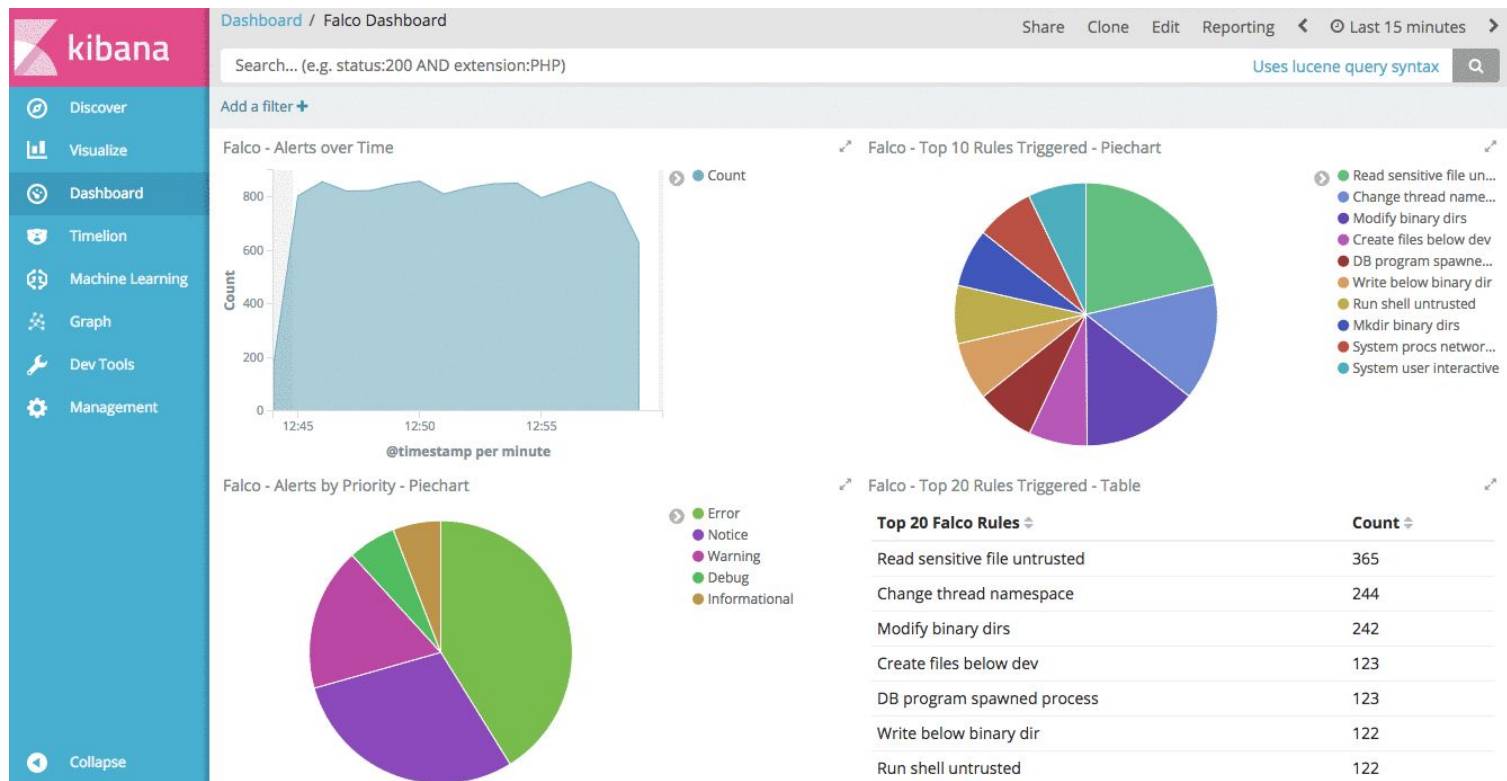 kibana
Discover
Visualize
Dashboard
Timelion
Machine Learning
Graph
Dev Tools
Management
Collapse
Dashboard / Falco Dashboard
Share Clone Edit Reporting Last 15 minutes
Search... (e.g. status:200 AND extension:PHP)
Uses lucene query syntax
Add a filter +
Falco - Alerts over Time
Count
800
600
400
200
0
Count
12:45 12:50 12:55
@timestamp per minute
Falco - Top 10 Rules Triggered - Piechart
Read sensitive file un...
Change thread name...
Modify binary dirs
Create files below dev
DB program spawne...
Write below binary dir
Run shell untrusted
Mkdir binary dirs
System procs networ...
System user interactive
Falco - Alerts by Priority - Piechart
Error
Notice
Warning
Debug
Informational
Falco - Top 20 Rules Triggered - Table
Top 20 Falco Rules Count
Read sensitive file untrusted 365
Change thread namespace 244
Modify binary dirs 242
Create files below dev 123
DB program spawned process 123
Write below binary dir 122
Run shell untrusted 122